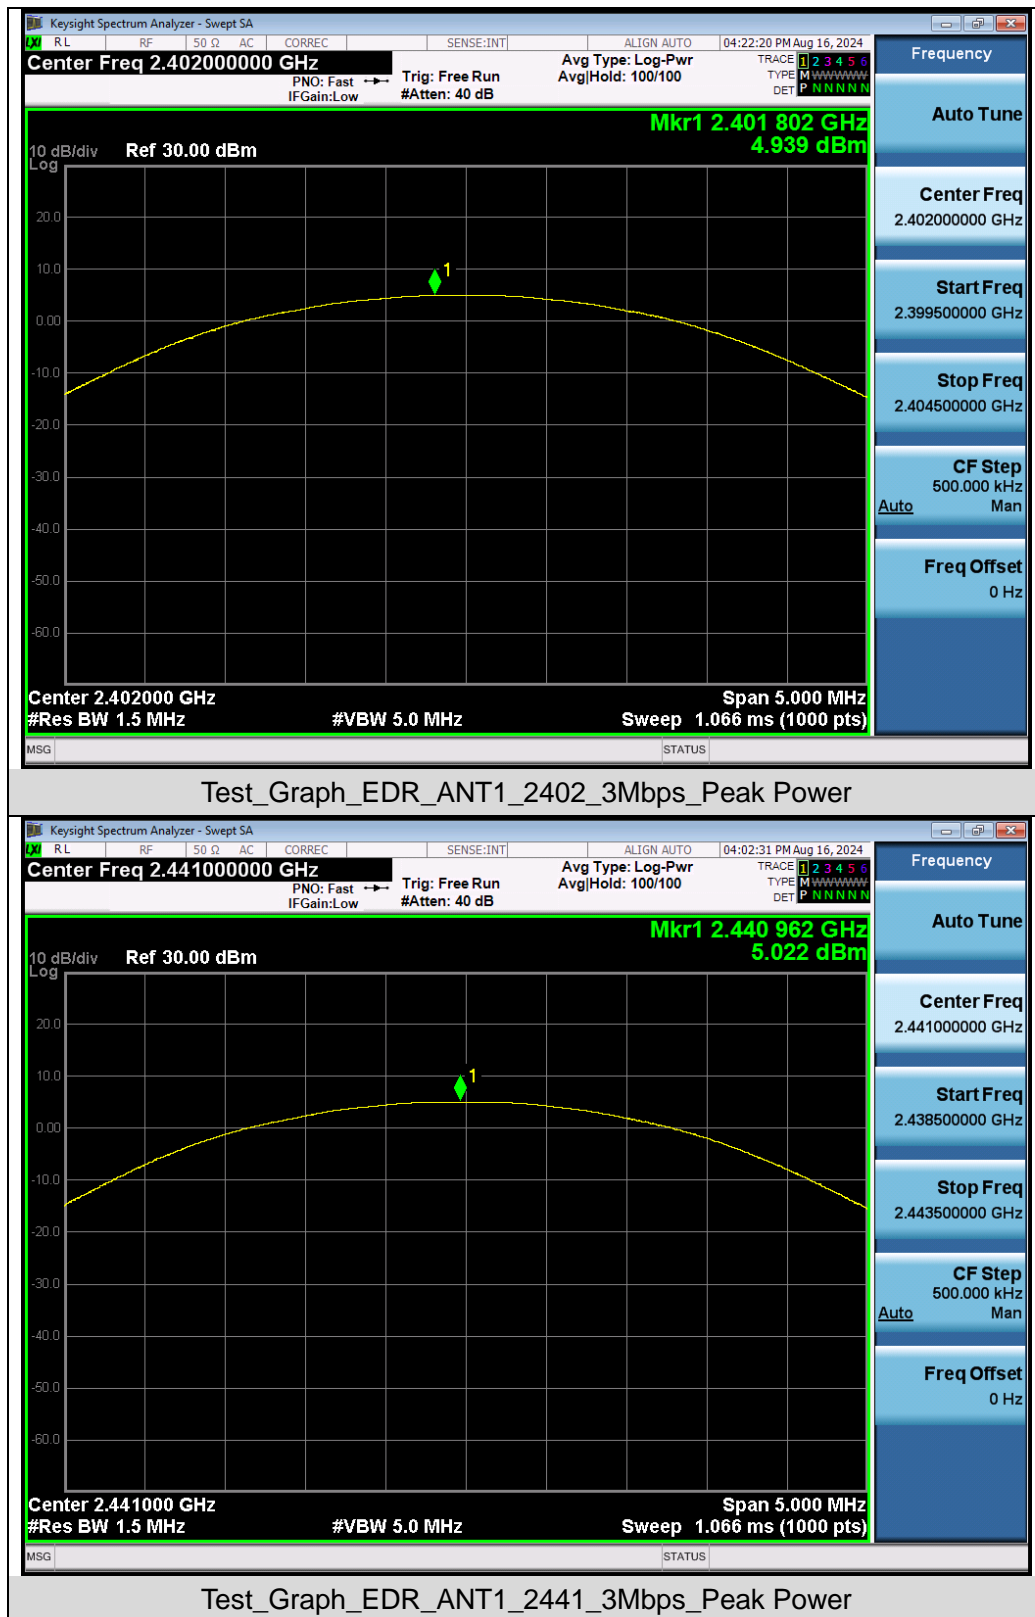 Keysight Spectrum Analyzer - Swept SA
LXI RL RF 50 Ω AC CORREC SENSE:INT ALIGN AUTO 04:22:20 PM Aug 16, 2024
Center Freq 2.402000000 GHz
PNO: Fast
IFGain:Low
Trig: Free Run
#Atten: 40 dB
Avg Type: Log-Pwr
Avg|Hold: 100/100
TRACE 1 2 3 4 5 6
TYPE M WWWWW
DET P N N N N N
Mkr1 2.401 802 GHz
4.939 dBm
10 dB/div Ref 30.00 dBm
Log
20.0
10.0
1
0.00
-10.0
-20.0
-30.0
-40.0
-50.0
-60.0
Center 2.402000 GHz Span 5.000 MHz
#Res BW 1.5 MHz #VBW 5.0 MHz Sweep 1.066 ms (1000 pts)
MSG STATUS
Frequency
Auto Tune
Center Freq
2.402000000 GHz
Start Freq
2.399500000 GHz
Stop Freq
2.404500000 GHz
CF Step
500.000 kHz
Auto Man
Freq Offset
0 Hz
Test_Graph_EDR_ANT1_2402_3Mbps_Peak Power
Keysight Spectrum Analyzer - Swept SA
LXI RL RF 50 Ω AC CORREC SENSE:INT ALIGN AUTO 04:02:31 PM Aug 16, 2024
Center Freq 2.441000000 GHz
PNO: Fast
IFGain:Low
Trig: Free Run
#Atten: 40 dB
Avg Type: Log-Pwr
Avg|Hold: 100/100
TRACE 1 2 3 4 5 6
TYPE M WWWWW
DET P N N N N N
Mkr1 2.440 962 GHz
5.022 dBm
10 dB/div Ref 30.00 dBm
Log
20.0
10.0
1
0.00
-10.0
-20.0
-30.0
-40.0
-50.0
-60.0
Center 2.441000 GHz Span 5.000 MHz
#Res BW 1.5 MHz #VBW 5.0 MHz Sweep 1.066 ms (1000 pts)
MSG STATUS
Frequency
Auto Tune
Center Freq
2.441000000 GHz
Start Freq
2.438500000 GHz
Stop Freq
2.443500000 GHz
CF Step
500.000 kHz
Auto Man
Freq Offset
0 Hz
Test_Graph_EDR_ANT1_2441_3Mbps_Peak Power